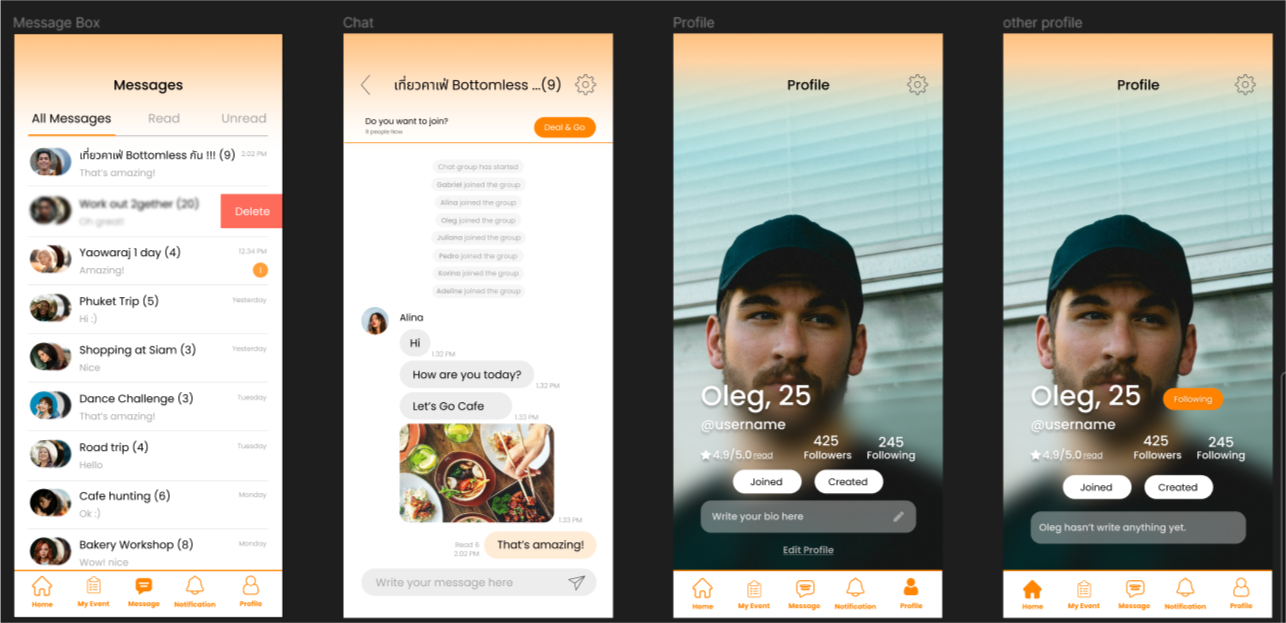 Message Box
Messages
All Messages
Read
Unread
เที่ยวคาเฟ่ Bottomless กัน !!! (9)
2:02 PM
That's amazing!
Work out 2gether (20)
Oh great!
Delete
Yaowaraj 1 day (4)
12.34 PM
Amazing!
1
Phuket Trip (5)
Yesterday
Hi :)
Shopping at Siam (3)
Yesterday
Nice
Dance Challenge (3)
Tuesday
That's amazing!
Road trip (4)
Tuesday
Hello
Cafe hunting (6)
Monday
Ok :)
Bakery Workshop (8)
Monday
Wow! nice
Home
My Event
Message
Notification
Profile
Chat
เที่ยวคาเฟ่ Bottomless ...(9)
Do you want to join?
9 people Now
Deal & Go
Chat group has started
Gabriel joined the group
Alina joined the group
Oleg joined the group
Juliana joined the group
Pedro joined the group
Karina joined the group
Adeline joined the group
Alina
Hi
1.32 PM
How are you today?
1.32 PM
Let's Go Cafe
1.33 PM
1.33 PM
Read 6
2.02 PM
That's amazing!
Write your message here
Profile
Profile
Oleg, 25
@username
4.9/5.0 read
425
Followers
245
Following
Joined
Created
Write your bio here
Edit Profile
Home
My Event
Message
Notification
Profile
other profile
Profile
Oleg, 25
Following
@username
4.9/5.0 read
425
Followers
245
Following
Joined
Created
Oleg hasn't write anything yet.
Home
My Event
Message
Notification
Profile